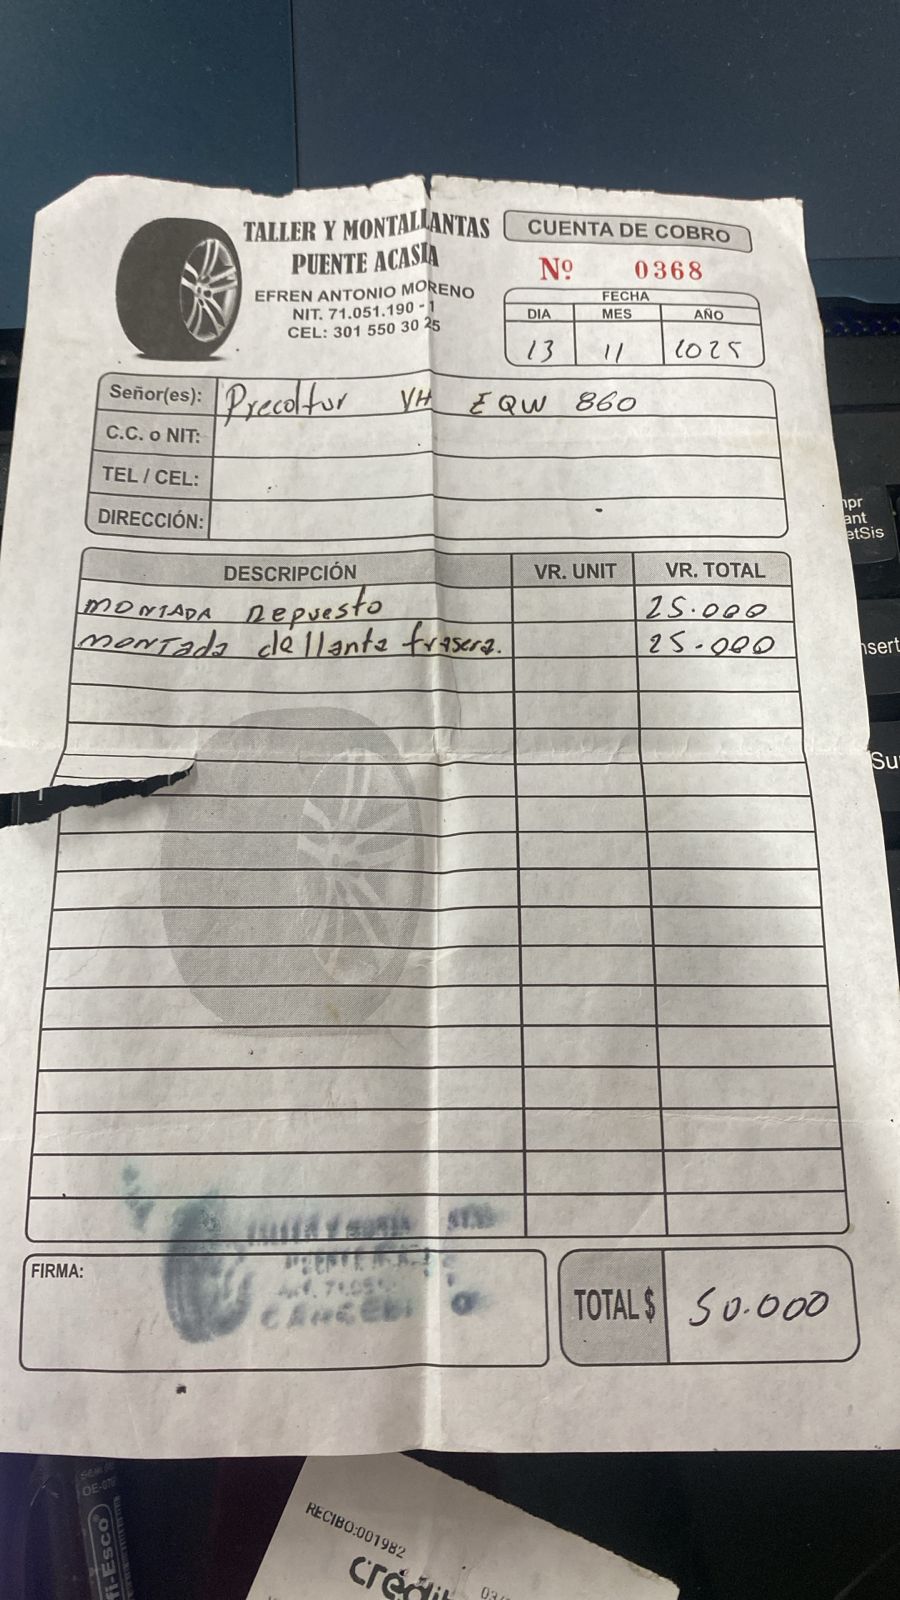 TALLER Y MONTALLANTAS
PUENTE ACASIA
EFREN ANTONIO MORENO
NIT. 71.051.190 - 1
CEL: 301 550 30 25
CUENTA DE COBRO
Nº 0368
FECHA
DIA MES AÑO
13 11 2025
Señor(es): Precoltur VH EQW 860
C.C. o NIT:
TEL / CEL:
DIRECCIÓN:
DESCRIPCIÓN VR. UNIT VR. TOTAL
MONTADA Repuesto 25.000
MONTada de llanta trasera. 25.000
FIRMA:
CANCELADO
TOTAL $ 50.000
RECIBO:001982